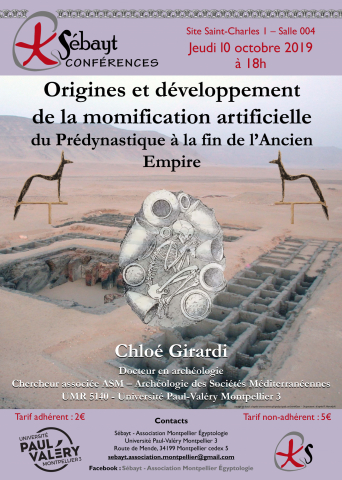 Sébayt
CONFÉRENCES
Site Saint-Charles 1 – Salle 004
Jeudi 10 octobre 2019
à 18h
Origines et développement
de la momification artificielle
du Prédynastique à la fin de l'Ancien
Empire
Chloé Girardi
Docteur en archéologie
Chercheur associée ASM – Archéologie des Sociétés Méditerranéennes
UMR 5140 - Université Paul-Valéry Montpellier 3
Tarif adhérent : 2€
Contacts
Tarif non-adhérent : 5€
Sébayt - Association Montpellier Égyptologie
Université Paul-Valéry Montpellier 3
Route de Mende, 34199 Montpellier cedex 5
sebayt.association.montpellier@gmail.com
Facebook : Sébayt - Association Montpellier Égyptologie
UNIVERSITÉ
PAUL
VALÉRY
MONTPELLIER 3